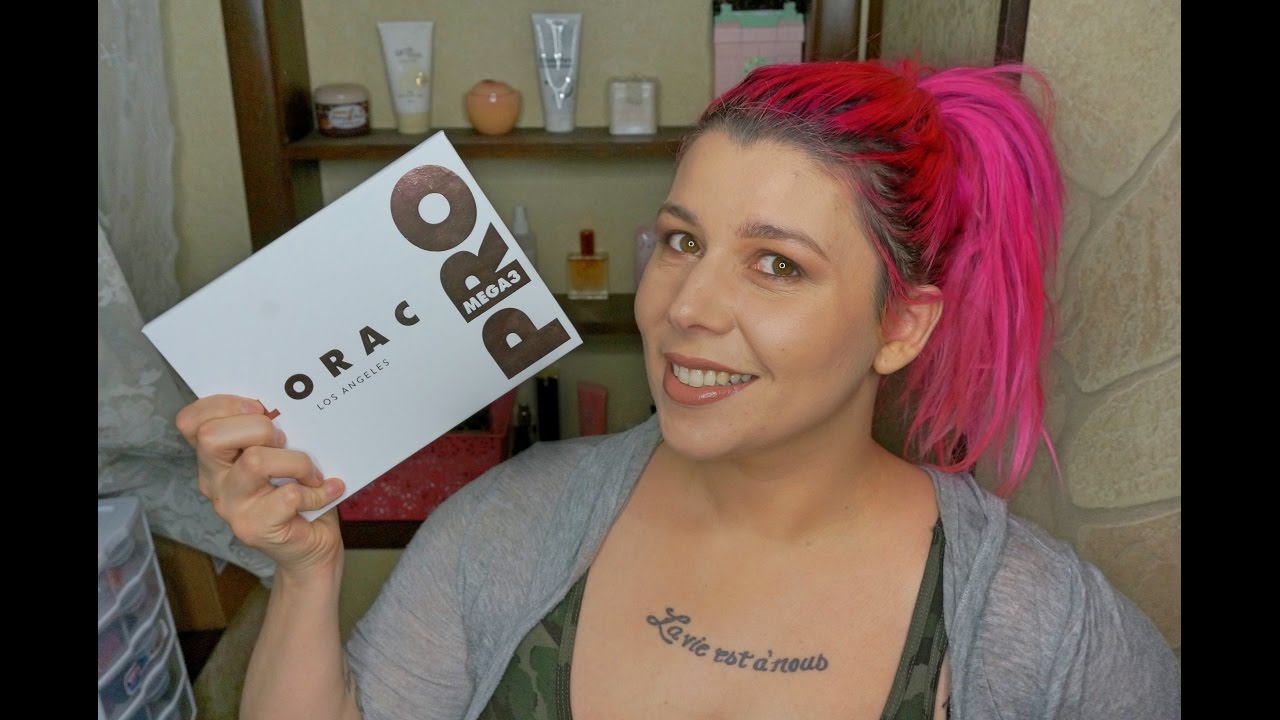 LORAC
LOS ANGELES
PRO
MEGA3
La vie est à nous